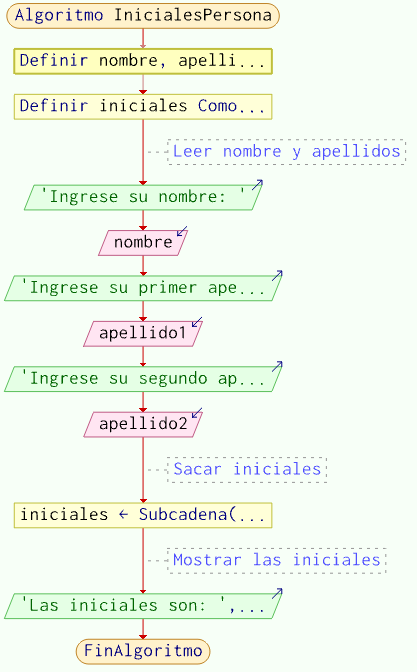 Algoritmo InicialesPersona
Definir nombre, apelli...
Definir iniciales Como...
Leer nombre y apellidos
'Ingrese su nombre: '
nombre
'Ingrese su primer ape...
apellido1
'Ingrese su segundo ap...
apellido2
Sacar iniciales
iniciales ← Subcadena(...
Mostrar las iniciales
'Las iniciales son: ',...
FinAlgoritmo